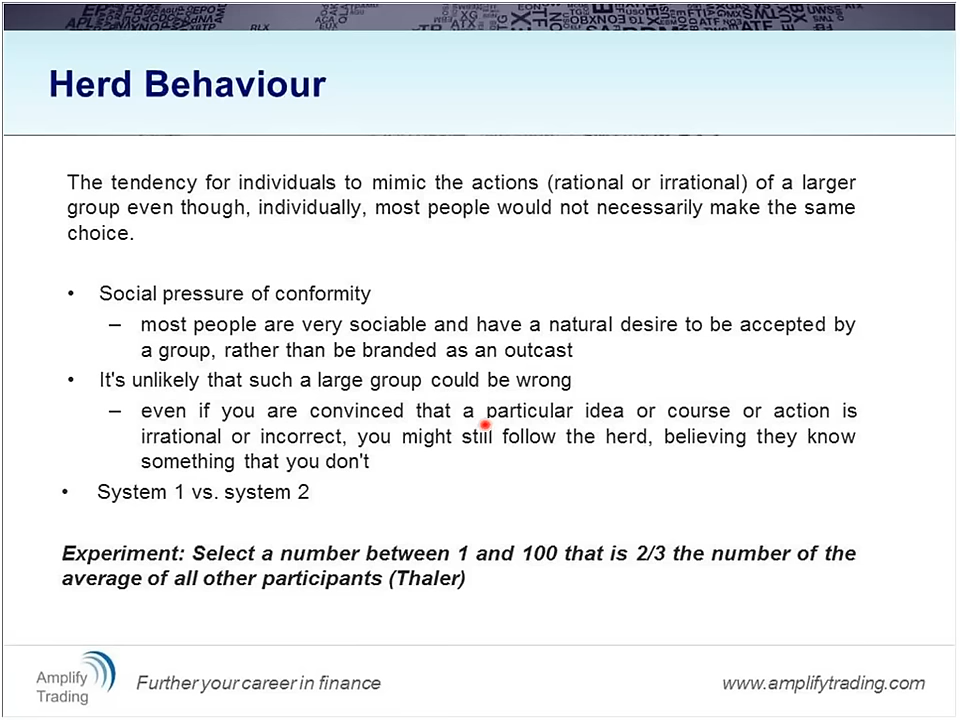 Herd Behaviour
The tendency for individuals to mimic the actions (rational or irrational) of a larger
group even though, individually, most people would not necessarily make the same
choice.
• Social pressure of conformity
– most people are very sociable and have a natural desire to be accepted by
a group, rather than be branded as an outcast
• It's unlikely that such a large group could be wrong
– even if you are convinced that a particular idea or course or action is
irrational or incorrect, you might still follow the herd, believing they know
something that you don't
• System 1 vs. system 2
Experiment: Select a number between 1 and 100 that is 2/3 the number of the
average of all other participants (Thaler)
Amplify
Trading
Further your career in finance
www.amplifytrading.com